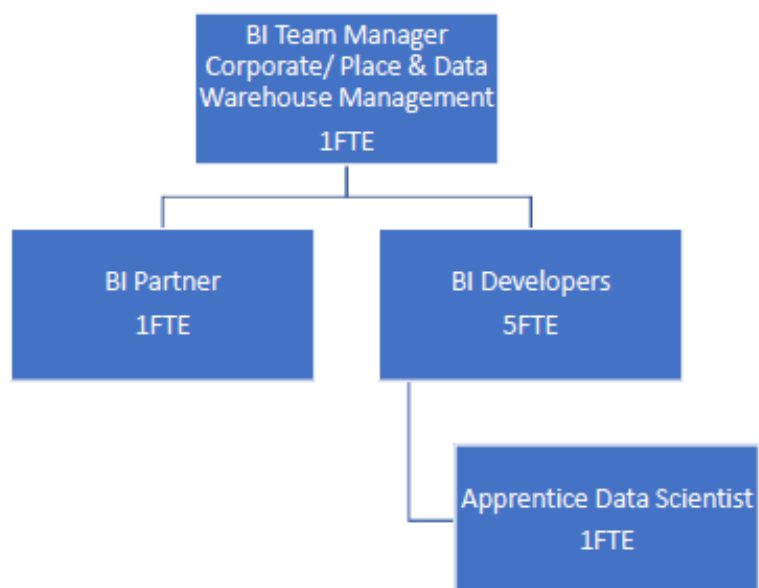 BI Team Manager
Corporate/ Place & Data
Warehouse Management
1FTE
BI Partner
1FTE
BI Developers
5FTE
Apprentice Data Scientist
1FTE